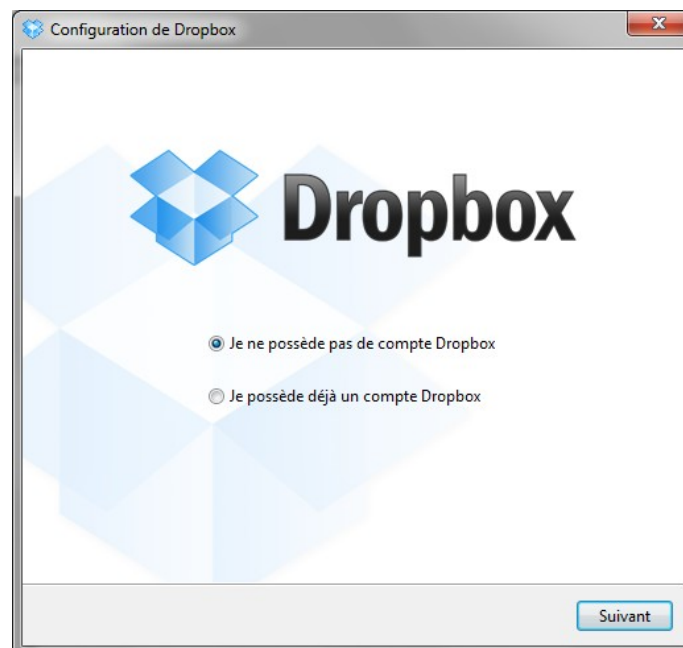 Configuration de Dropbox
Dropbox
Je ne possède pas de compte Dropbox
Je possède déjà un compte Dropbox
Suivant